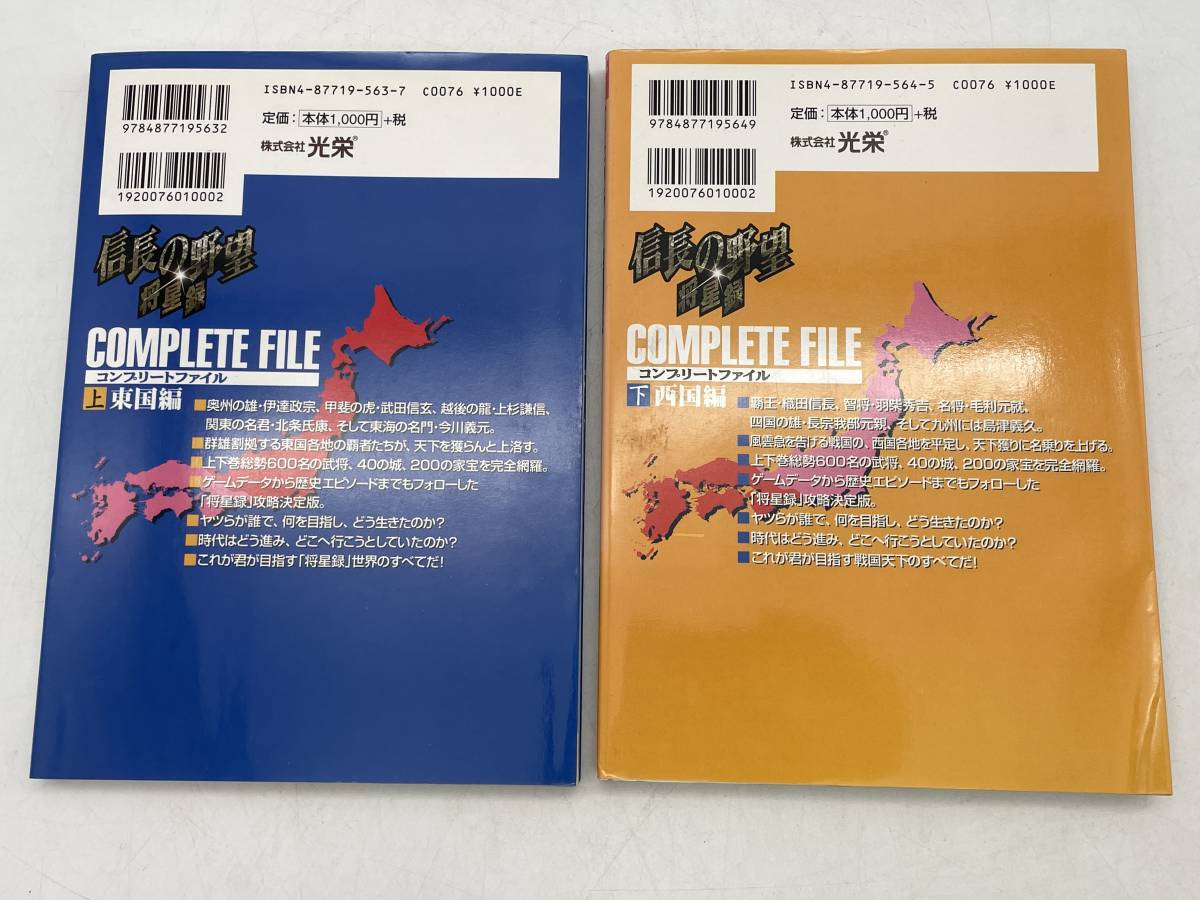 ISBN4-87719-563-7 C0076 ¥1000E
定価：本体1,000円+税
株式会社 光栄®
9784877195632
1920076010002
信長の野望
将星録
COMPLETE FILE
コンプリートファイル
上 東国編
■奥州の雄・伊達政宗、甲斐の虎・武田信玄、越後の龍・上杉謙信、
関東の名君・北条氏康、そして東海の名門・今川義元。
■群雄割拠する東国各地の覇者たちが、天下を獲らんと上洛す。
■上下巻総勢600名の武将、40の城、200の家宝を完全網羅。
■ゲームデータから歴史エピソードまでもフォローした
「将星録」攻略決定版。
■ヤツらが誰で、何を目指し、どう生きたのか?
■時代はどう進み、どこへ行こうとしていたのか?
■これが君が目指す「将星録」世界のすべてだ!
ISBN4-87719-564-5 C0076 ¥1000E
定価：本体1,000円+税
株式会社 光栄®
9784877195649
1920076010002
信長の野望
将星録
COMPLETE FILE
コンプリートファイル
下 西国編
■覇王・織田信長、智将・羽柴秀吉、名将・毛利元就、
四国の雄・長宗我部元親、そして九州には島津義久。
■風雲急を告げる戦国の、西国各地を平定し、天下獲りに名乗りを上げる。
■上下巻総勢600名の武将、40の城、200の家宝を完全網羅。
■ゲームデータから歴史エピソードまでもフォローした
「将星録」攻略決定版。
■ヤツらが誰で、何を目指し、どう生きたのか?
■時代はどう進み、どこへ行こうとしていたのか?
■これが君が目指す戦国天下のすべてだ!